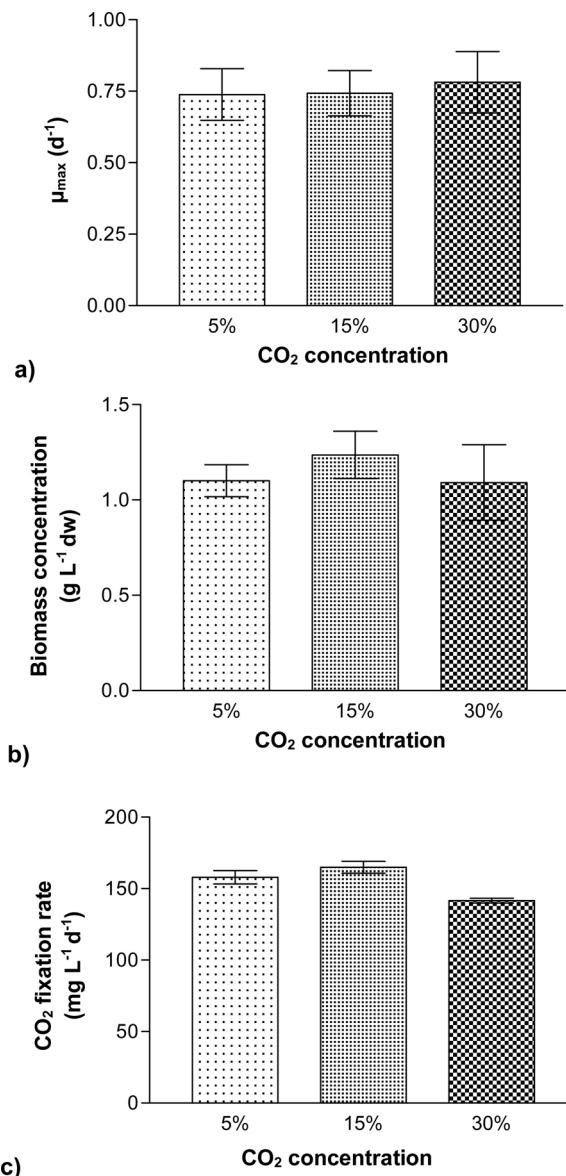 1.00
0.75
0.50
0.25
0.00
µmax (d-1)
5% 15% 30%
CO2 concentration
a)
1.5
1.0
0.5
0.0
Biomass concentration
(g L-1 dw)
5% 15% 30%
CO2 concentration
b)
200
150
100
50
0
CO2 fixation rate
(mg L-1 d-1)
5% 15% 30%
CO2 concentration
c)